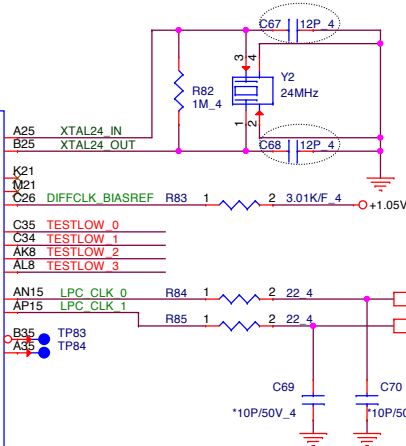 C67 12P_4
3 4
Y2
24MHz
R82
1M_4
1 2
C68 12P_4
A25 XTAL24_IN
B25 XTAL24_OUT
K21
M21
C26 DIFFCLK_BIASREF R83 1 2 3.01K/F_4
+1.05V
C35 TESTLOW_0
C34 TESTLOW_1
AK8 TESTLOW_2
AL8 TESTLOW_3
AN15 LPC_CLK_0 R84 1 2 22_4
AP15 LPC_CLK_1 R85 1 2 22_4
B35 TP83
A35 TP84
C69 C70
*10P/50V_4 *10P/50